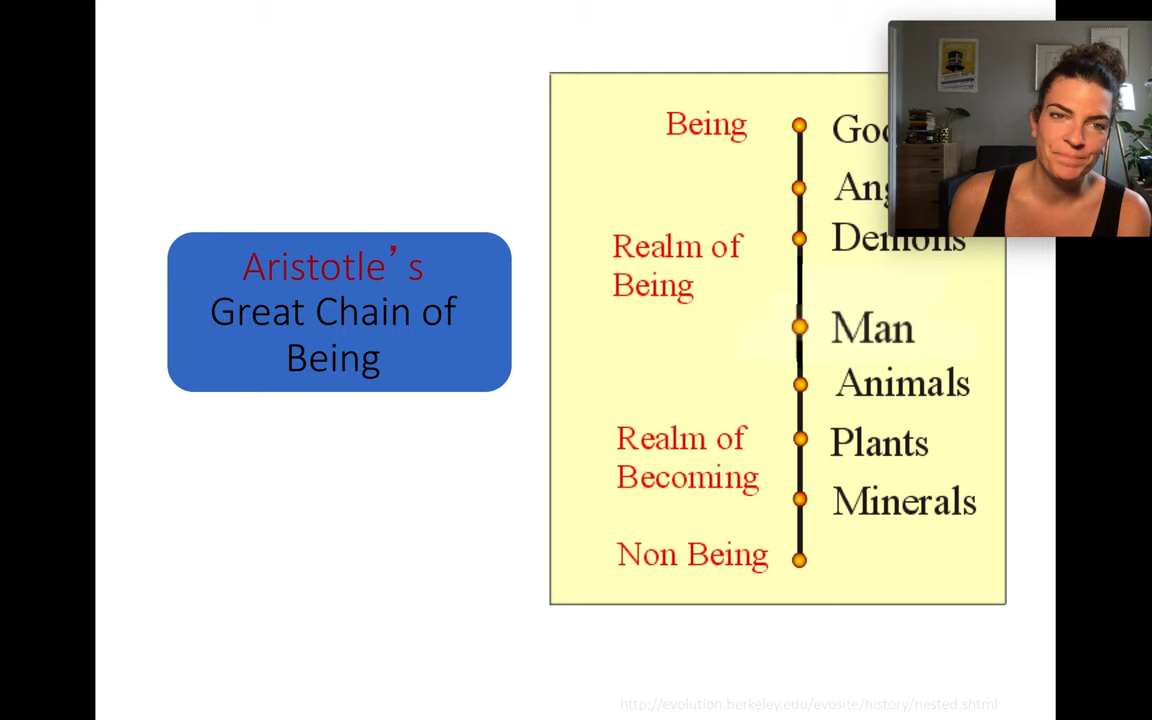 Aristotle’s
Great Chain of
Being
Being
Demons
Realm of
Being
Man
Animals
Plants
Realm of
Becoming
Minerals
Non Being
http://evolution.berkeley.edu/evosite/history/nested.shtml